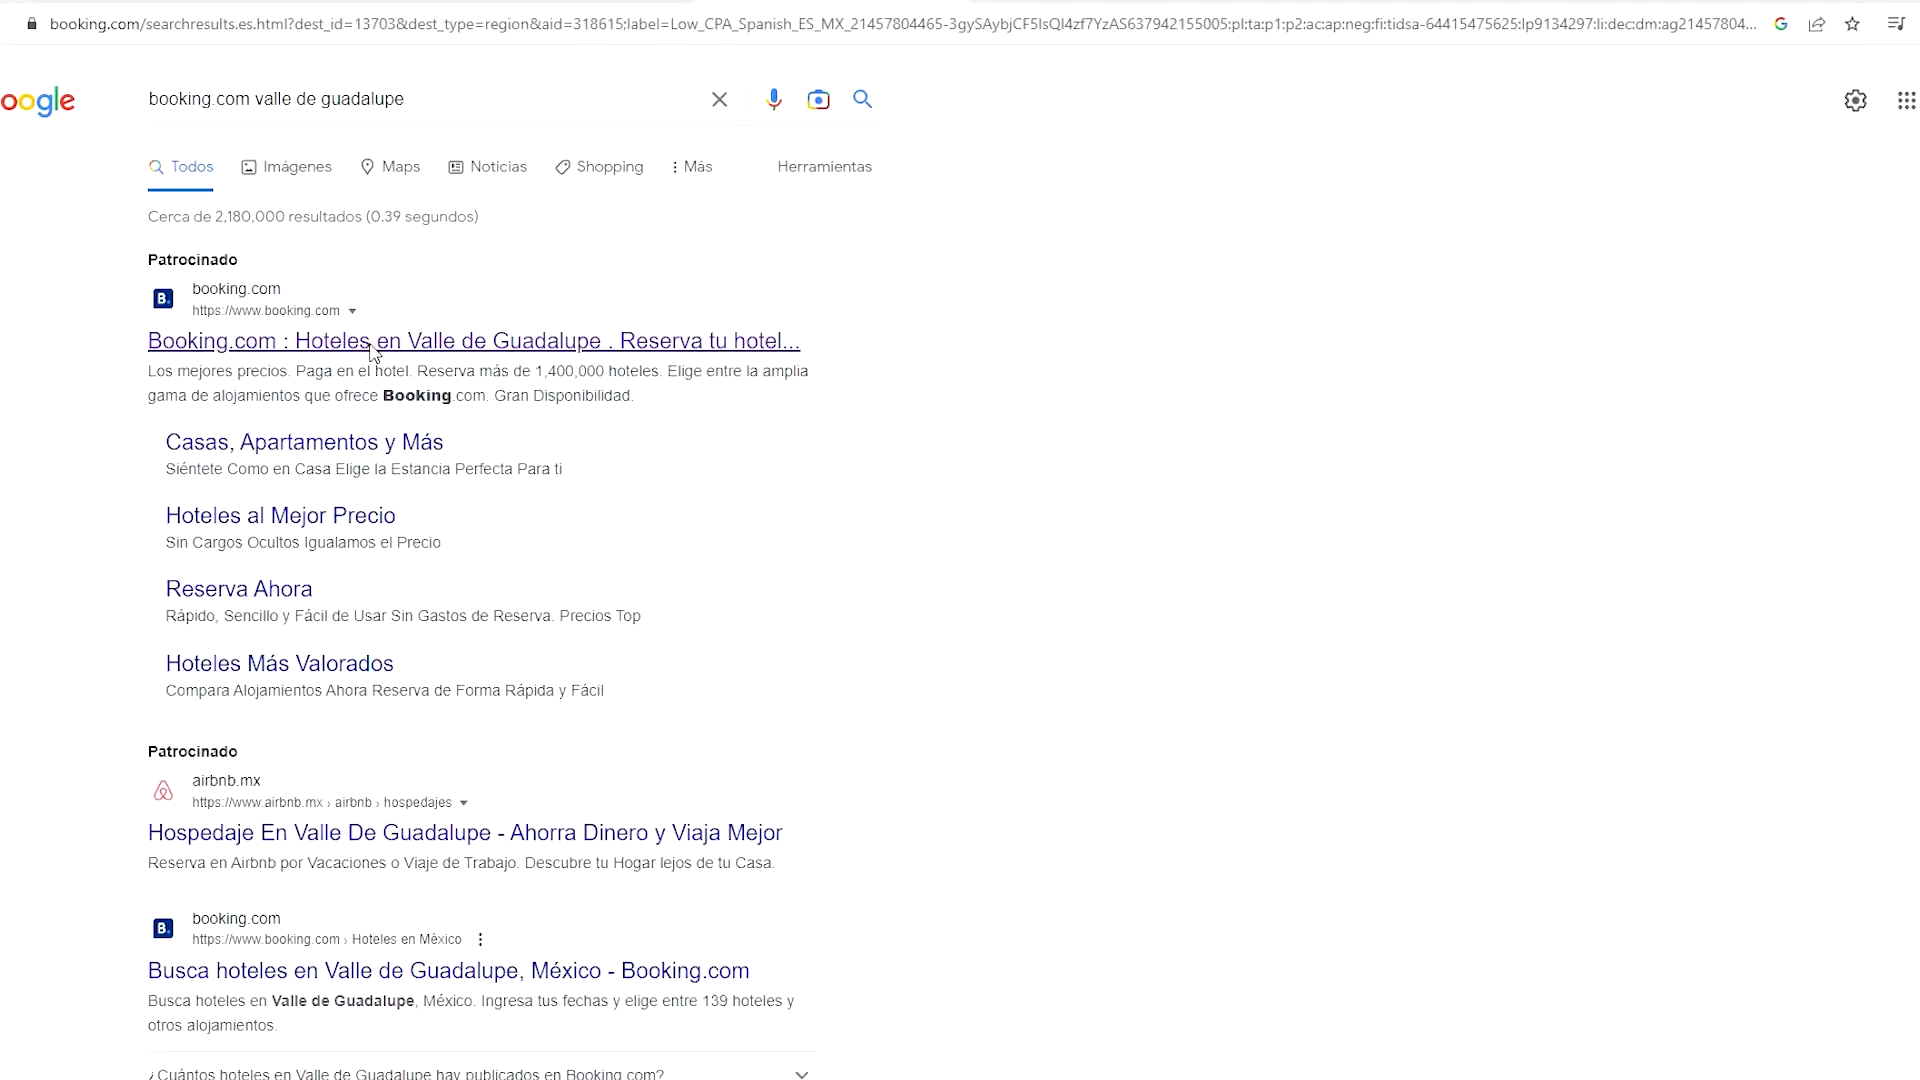 booking.com/searchresults.es.html?dest_id=13703&dest_type=region&aid=318615;label=Low_CPA_Spanish_ES_MX_21457804465-3gySAybjCF5IsQI4zf7YzAS637942155005:pl:ta:p1:p2:ac:ap:neg:fi:tidsa-64415475625:lp9134297:li:dec:dm:ag21457804...
oogle
booking.com valle de guadalupe
Todos Imágenes Maps Noticias Shopping Más Herramientas
Cerca de 2,180,000 resultados (0.39 segundos)
Patrocinado
booking.com
https://www.booking.com
Booking.com : Hoteles en Valle de Guadalupe . Reserva tu hotel...
Los mejores precios. Paga en el hotel. Reserva más de 1,400,000 hoteles. Elige entre la amplia
gama de alojamientos que ofrece Booking.com. Gran Disponibilidad.
Casas, Apartamentos y Más
Siéntete Como en Casa Elige la Estancia Perfecta Para ti
Hoteles al Mejor Precio
Sin Cargos Ocultos Igualamos el Precio
Reserva Ahora
Rápido, Sencillo y Fácil de Usar Sin Gastos de Reserva. Precios Top
Hoteles Más Valorados
Compara Alojamientos Ahora Reserva de Forma Rápida y Fácil
Patrocinado
airbnb.mx
https://www.airbnb.mx › airbnb › hospedajes
Hospedaje En Valle De Guadalupe - Ahorra Dinero y Viaja Mejor
Reserva en Airbnb por Vacaciones o Viaje de Trabajo. Descubre tu Hogar lejos de tu Casa.
B. booking.com
https://www.booking.com › Hoteles en México
Busca hoteles en Valle de Guadalupe, México - Booking.com
Busca hoteles en Valle de Guadalupe, México. Ingresa tus fechas y elige entre 139 hoteles y
otros alojamientos.
¿Cuántos hoteles en Valle de Guadalupe hay publicados en Booking.com?